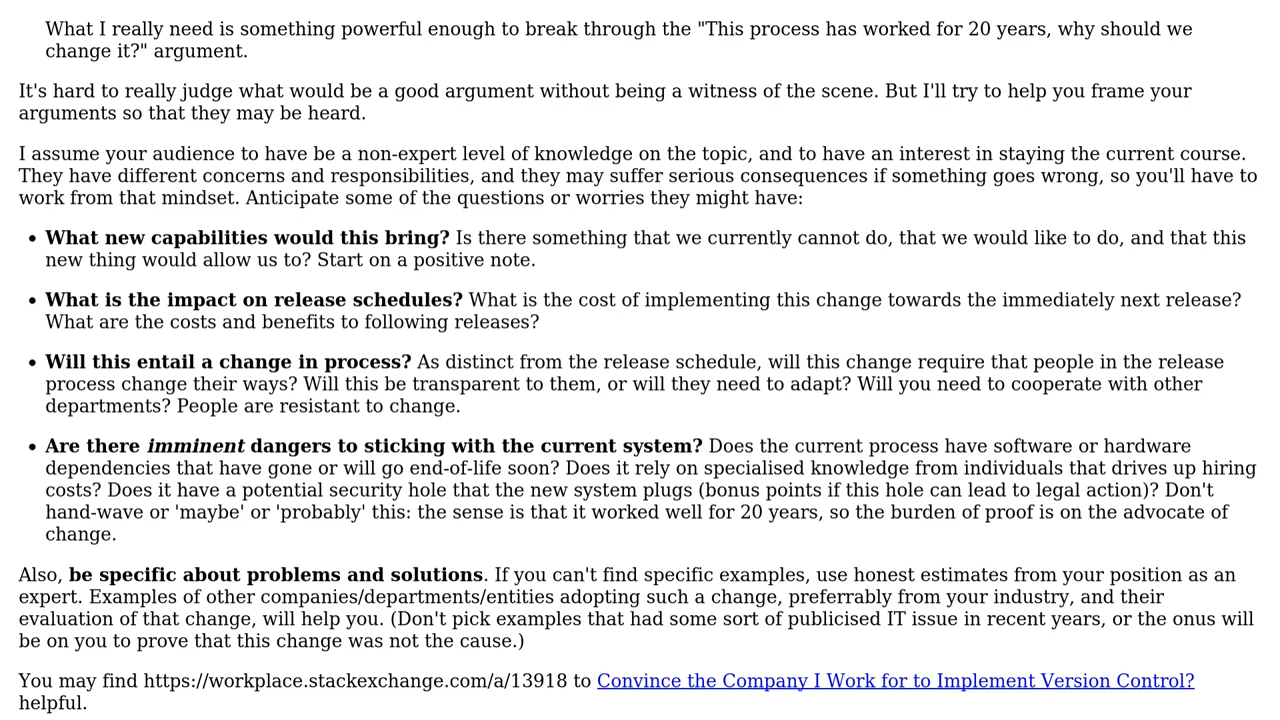 What I really need is something powerful enough to break through the "This process has worked for 20 years, why should we
change it?" argument.
It's hard to really judge what would be a good argument without being a witness of the scene. But I'll try to help you frame your
arguments so that they may be heard.
I assume your audience to have be a non-expert level of knowledge on the topic, and to have an interest in staying the current course.
They have different concerns and responsibilities, and they may suffer serious consequences if something goes wrong, so you'll have to
work from that mindset. Anticipate some of the questions or worries they might have:
• What new capabilities would this bring? Is there something that we currently cannot do, that we would like to do, and that this
new thing would allow us to? Start on a positive note.
• What is the impact on release schedules? What is the cost of implementing this change towards the immediately next release?
What are the costs and benefits to following releases?
• Will this entail a change in process? As distinct from the release schedule, will this change require that people in the release
process change their ways? Will this be transparent to them, or will they need to adapt? Will you need to cooperate with other
departments? People are resistant to change.
• Are there imminent dangers to sticking with the current system? Does the current process have software or hardware
dependencies that have gone or will go end-of-life soon? Does it rely on specialised knowledge from individuals that drives up hiring
costs? Does it have a potential security hole that the new system plugs (bonus points if this hole can lead to legal action)? Don't
hand-wave or 'maybe' or 'probably' this: the sense is that it worked well for 20 years, so the burden of proof is on the advocate of
change.
Also, be specific about problems and solutions. If you can't find specific examples, use honest estimates from your position as an
expert. Examples of other companies/departments/entities adopting such a change, preferrably from your industry, and their
evaluation of that change, will help you. (Don't pick examples that had some sort of publicised IT issue in recent years, or the onus will
be on you to prove that this change was not the cause.)
You may find https://workplace.stackexchange.com/a/13918 to Convince the Company I Work for to Implement Version Control?
helpful.